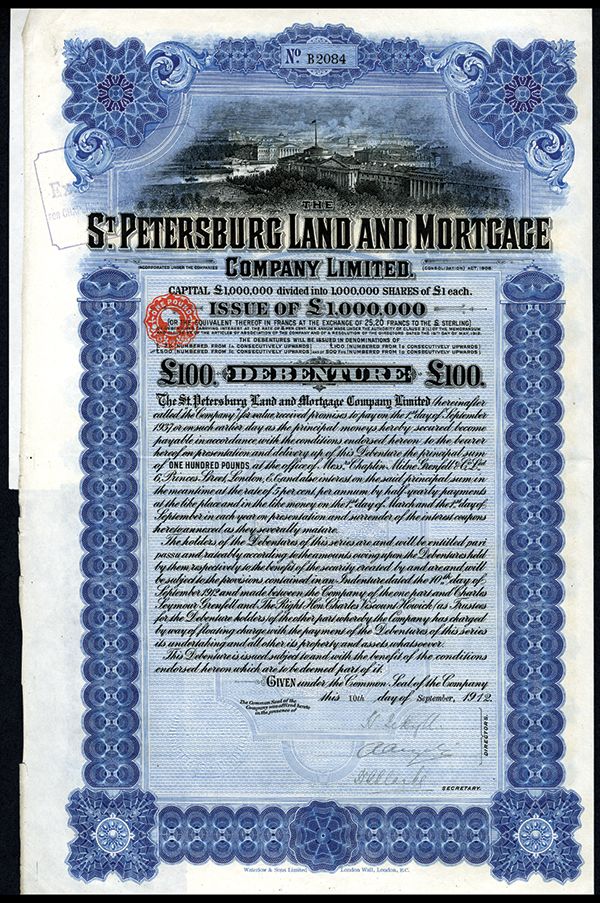 No. B2084
THE
ST. PETERSBURG LAND AND MORTGAGE
COMPANY LIMITED.
INCORPORATED UNDER THE COMPANIES (CONSOLIDATION) ACT, 1908.
CAPITAL £1,000,000 divided into 1,000,000 SHARES of £1 each.
ISSUE OF £1,000,000
(OR THE EQUIVALENT THEREOF IN FRANCS AT THE EXCHANGE OF 25.20 FRANCS TO THE £ STERLING)
THE DEBENTURES WILL BE ISSUED IN DENOMINATIONS OF
£100. DEBENTURE £100.
The St. Petersburg Land and Mortgage Company Limited (hereinafter
called "the Company") for value received promises to pay on the 1st day of September
1937 or on such earlier day as the principal moneys hereby secured become
payable in accordance with the conditions endorsed hereon to the bearer
hereof on presentation and delivery up of this Debenture the principal sum
of ONE HUNDRED POUNDS at the office of Messrs. Chaplin, Milne, Grenfell & Co. Ltd.
6, Princes Street, London, E.C. and also interest on the said principal sum in
the meantime at the rate of 5 per cent per annum by half-yearly payments
at the like place and in the like money on the 1st day of March and the 1st day of
September in each year on presentation and surrender of the interest coupons
hereto annexed as they severally mature.
The holders of the Debentures of this series are and will be entitled pari
passu and rateably according to the amounts owing upon the Debentures held
by them respectively to the benefit of the security created by and are and will
be subject to the provisions contained in an Indenture dated the 10th day of
September 1912 and made between the Company of the one part and Charles
Seymour Grenfell and The Right Hon. Charles Viscount Howick as Trustees
for the Debenture holders of the other part whereby the Company has charged
by way of floating charge with the payment of the Debentures of this series
its undertaking and all other its property and assets whatsoever.
This Debenture is issued subject to and with the benefit of the conditions
endorsed hereon which are to be deemed part of it.
GIVEN under the Common Seal of the Company
this 10th day of September, 1912.
The Common Seal of the
Company was affixed hereto
in the presence of
DIRECTORS.
SECRETARY.
Waterlow & Sons Limited London Wall, London, E.C.